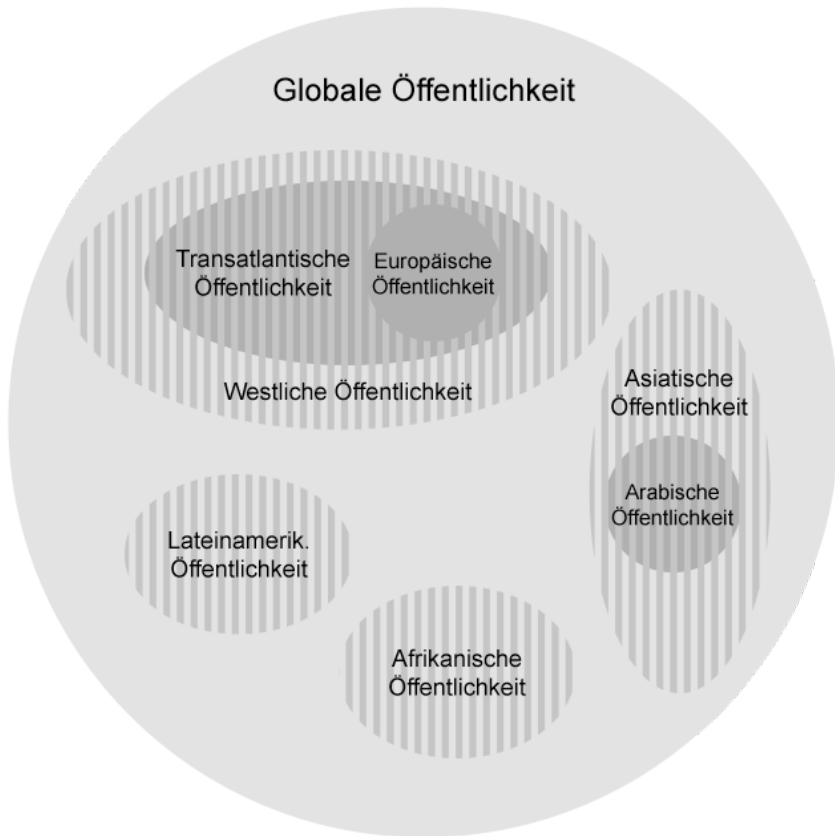 Globale Öffentlichkeit
Transatlantische
Öffentlichkeit
Europäische
Öffentlichkeit
Westliche Öffentlichkeit
Asiatische
Öffentlichkeit
Arabische
Öffentlichkeit
Lateinamerik.
Öffentlichkeit
Afrikanische
Öffentlichkeit